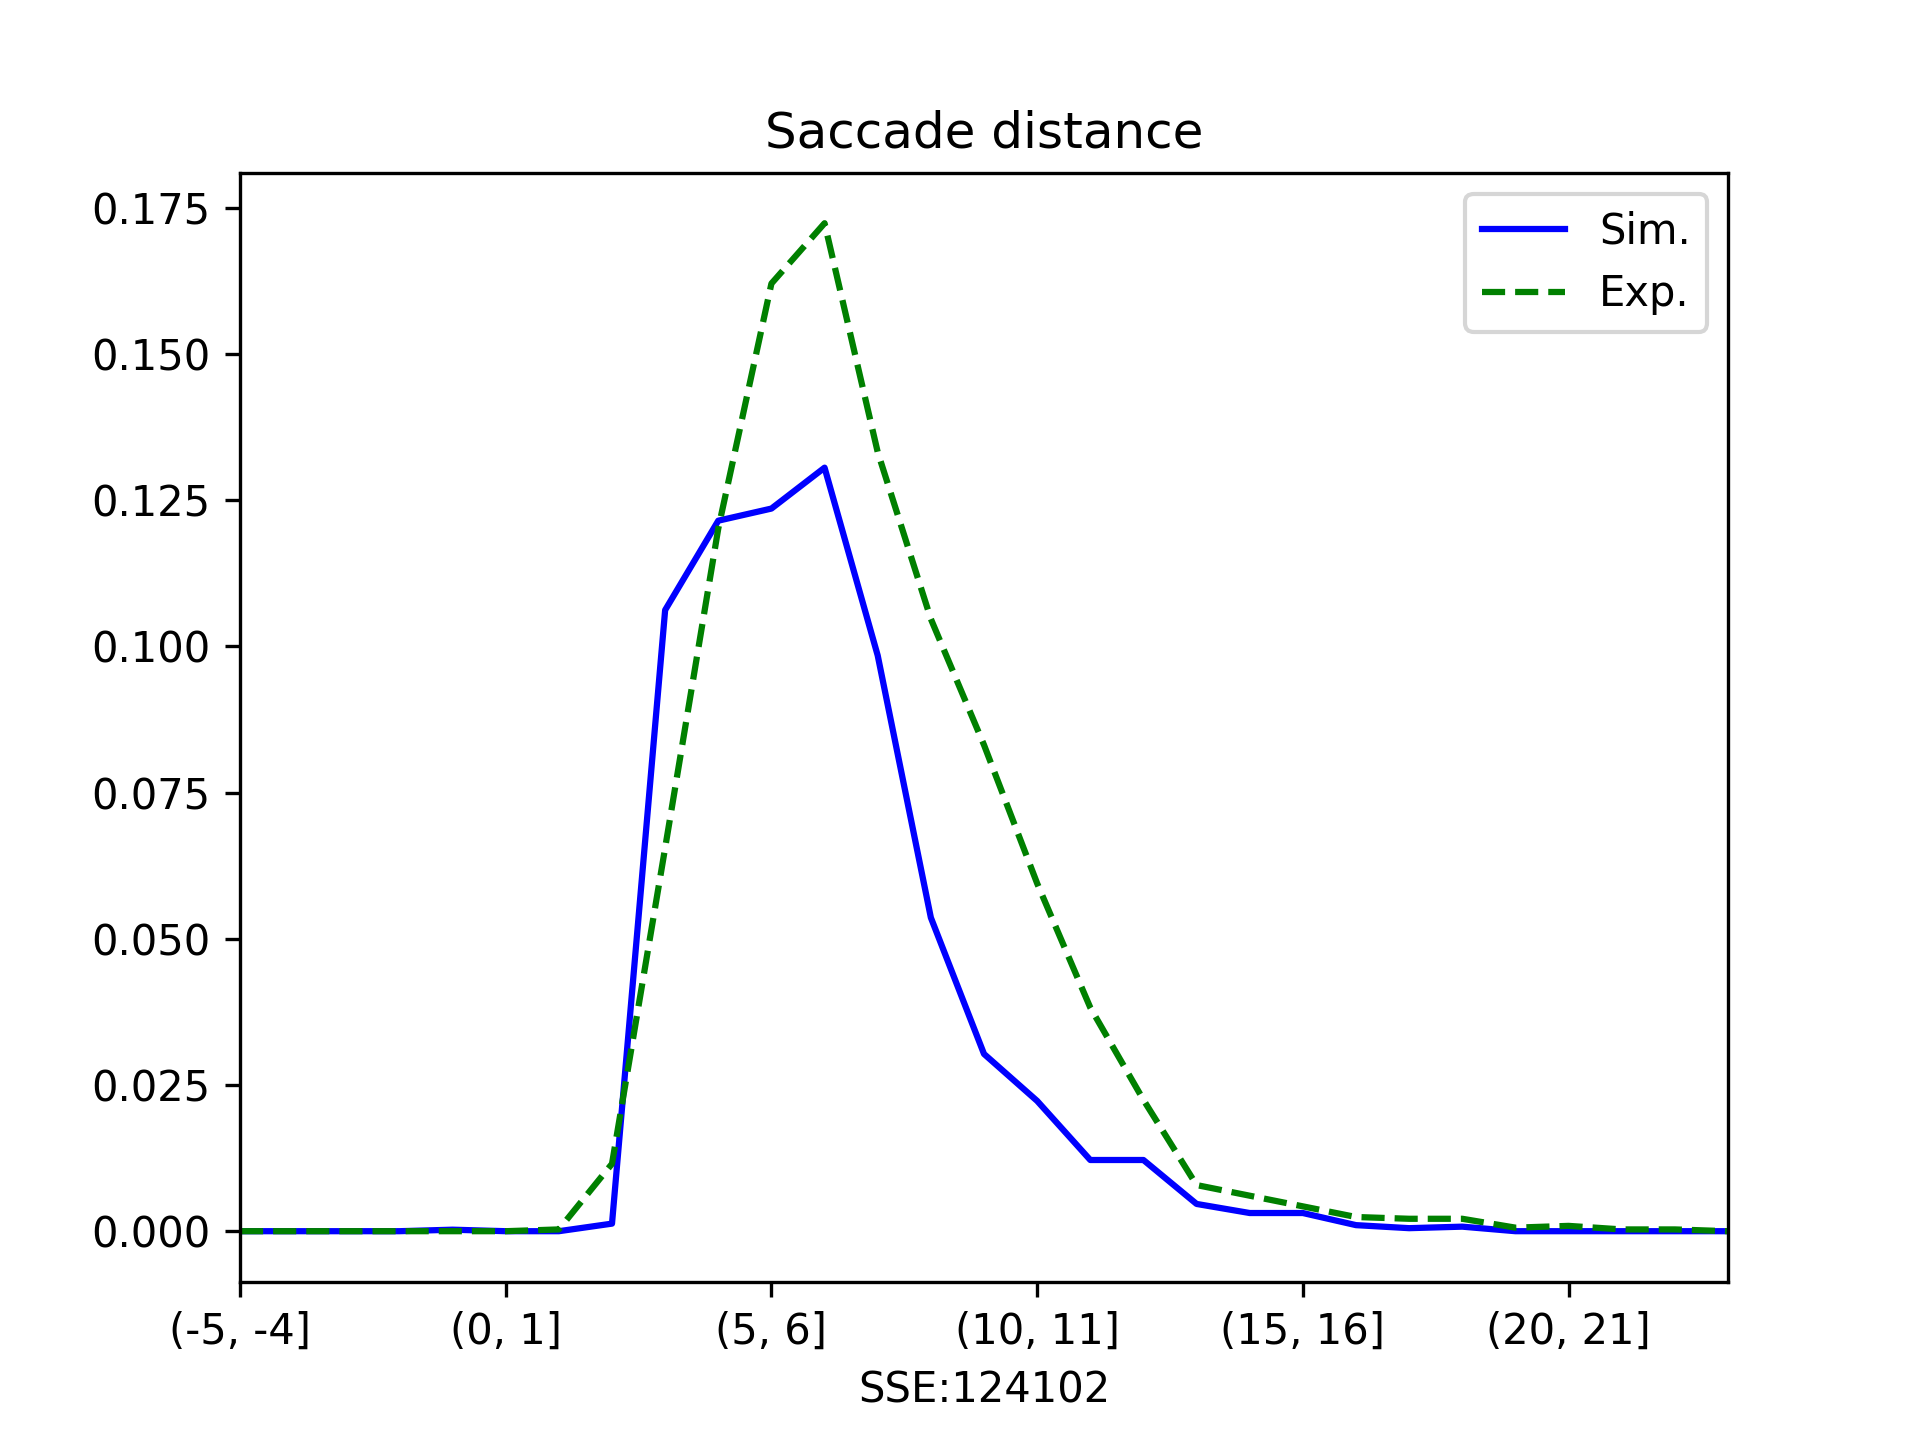 Saccade distance
0.175
0.150
0.125
0.100
0.075
0.050
0.025
0.000
Sim.
Exp.
(-5, -4] (0, 1] (5, 6] (10, 11] (15, 16] (20, 21]
SSE:124102